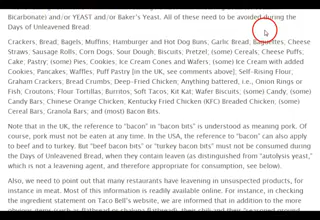 BiCarbonate) and/or YEAST and/or Baker's Yeast. All of these need to be avoided during the
Days of Unleavened Bread.
Crackers, Bread, Bagels, Muffins, Hamburger and Hot Dog Buns, Garlic Bread, Baguettes, Cheese
Straws, Sausage Rolls, Corn Dogs, Sour Dough; Biscuits; Pretzel; (some) Cereals, Cheese Puffs,
Cake; Pastry; (some) Pies, Cookies, Ice Cream Cones and Wafers, (some) Ice Cream with added
Cookies, Pancakes, Waffles, Puff Pastry [in the UK, see comments above]; Self-Rising Flour,
Graham Crackers, Bread Crumbs, Deep-Fried Chicken; Anything battered, i.e., Onion Rings or
Fish; Croutons; Flour Tortillas, Burritos, Soft Tacos, Kit Kat; Wafer Biscuits; (some) Candy; (some)
Candy Bars, Chinese Orange Chicken, Kentucky Fried Chicken (KFC) Breaded Chicken; (some)
Cereal Bars; Granola Bars; and (most) Bacon Bits.
Note that in the UK, the reference to "bacon" in "bacon bits" is understood as meaning pork. Of
course, pork must not be eaten at any time. In the USA, the reference to "bacon" can also apply
to beef and to turkey. But "beef bacon bits" or "turkey bacon bits" must not be consumed during
the Days of Unleavened Bread, when they contain leaven (as distinguished from "autolysis yeast,"
which is not a leavening agent, and therefore appropriate for consumption, see below).
Also, we need to point out that many restaurants have leavening in unsuspected products, for
instance in meat. Most of this information is readily available online. For instance, in checking
the ingredient statement on Taco Bell's website, we are informed that in addition to the more